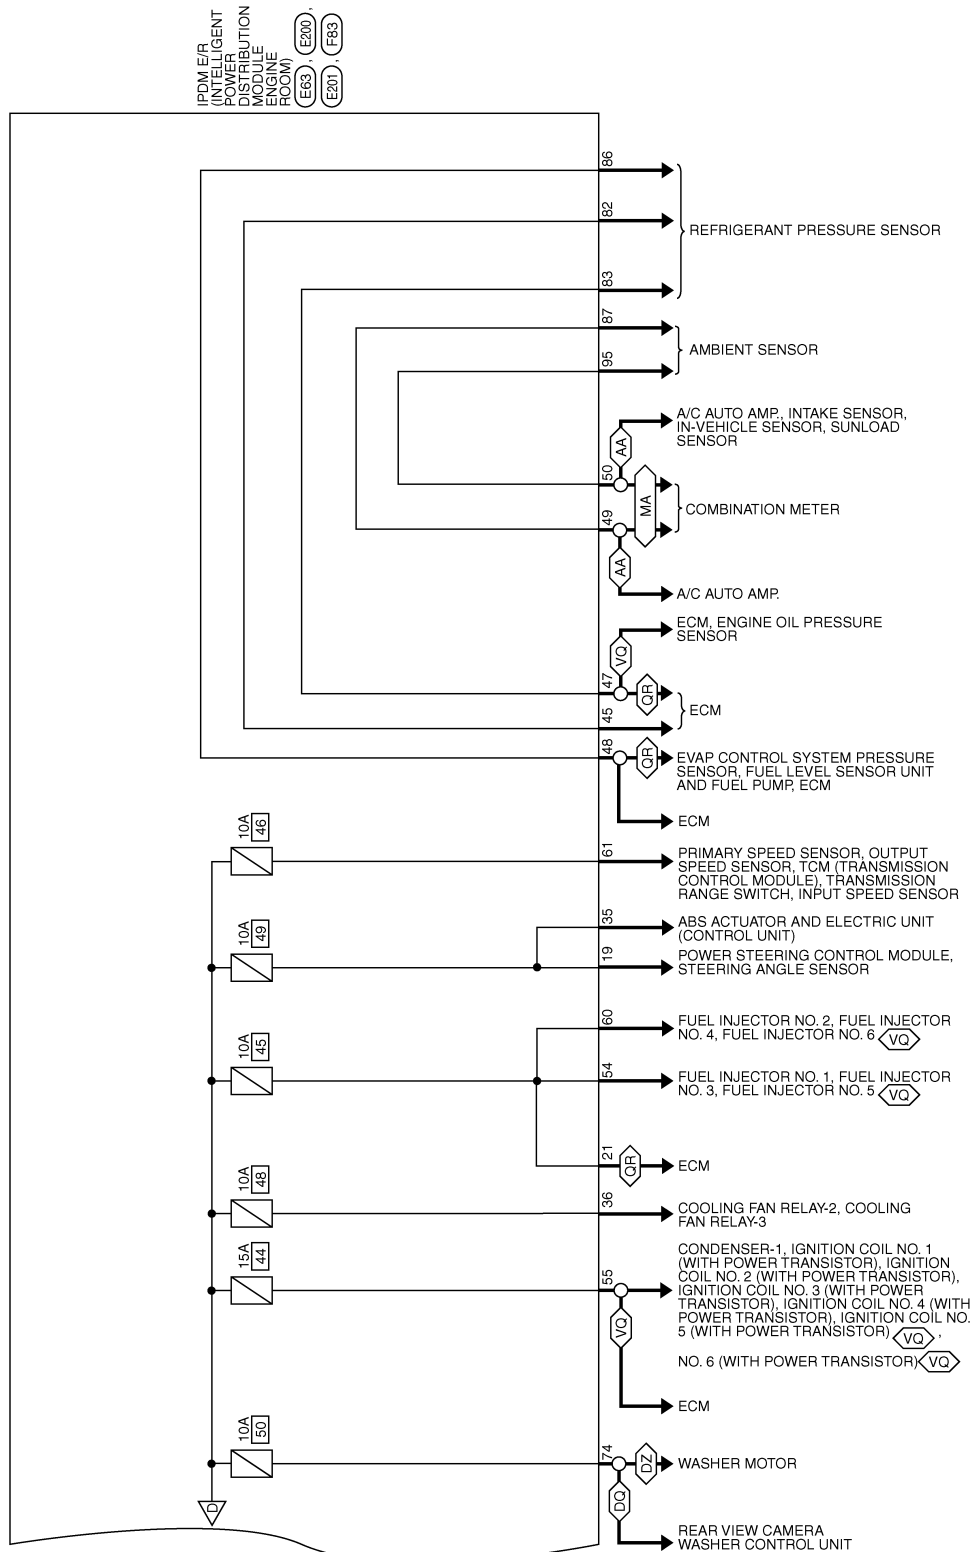 IPDM E/R
(INTELLIGENT
POWER
DISTRIBUTION
MODULE
ENGINE
ROOM)
E63 , E200 ,
E201 , F83
86
82
REFRIGERANT PRESSURE SENSOR
83
87
AMBIENT SENSOR
95
A/C AUTO AMP., INTAKE SENSOR,
IN-VEHICLE SENSOR, SUNLOAD
SENSOR
AA
50
MA
COMBINATION METER
49
AA
A/C AUTO AMP.
ECM, ENGINE OIL PRESSURE
SENSOR
VQ
47
QR
ECM
45
48
QR
EVAP CONTROL SYSTEM PRESSURE
SENSOR, FUEL LEVEL SENSOR UNIT
AND FUEL PUMP, ECM
ECM
10A
46
61
PRIMARY SPEED SENSOR, OUTPUT
SPEED SENSOR, TCM (TRANSMISSION
CONTROL MODULE), TRANSMISSION
RANGE SWITCH, INPUT SPEED SENSOR
10A
49
35
ABS ACTUATOR AND ELECTRIC UNIT
(CONTROL UNIT)
19
POWER STEERING CONTROL MODULE,
STEERING ANGLE SENSOR
60
FUEL INJECTOR NO. 2, FUEL INJECTOR
NO. 4, FUEL INJECTOR NO. 6 VQ
10A
45
54
FUEL INJECTOR NO. 1, FUEL INJECTOR
NO. 3, FUEL INJECTOR NO. 5 VQ
21
QR
ECM
10A
48
36
COOLING FAN RELAY-2, COOLING
FAN RELAY-3
15A
44
55
CONDENSER-1, IGNITION COIL NO. 1
(WITH POWER TRANSISTOR), IGNITION
COIL NO. 2 (WITH POWER TRANSISTOR),
IGNITION COIL NO. 3 (WITH POWER
TRANSISTOR), IGNITION COIL NO. 4 (WITH
POWER TRANSISTOR), IGNITION COIL NO.
5 (WITH POWER TRANSISTOR) VQ ,
NO. 6 (WITH POWER TRANSISTOR) VQ
VQ
ECM
10A
50
74
DZ
WASHER MOTOR
D
DQ
REAR VIEW CAMERA
WASHER CONTROL UNIT